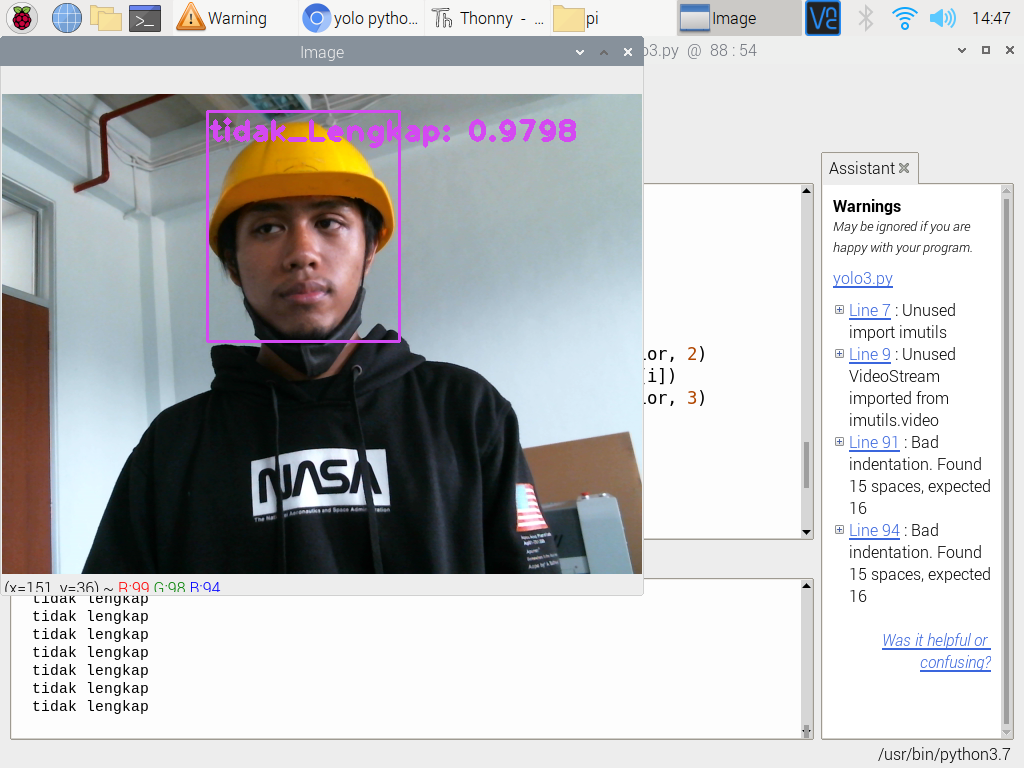 Warning
yolo pytho...
Thonny - ...
pi
Image
14:47
Image
o3.py @ 88 : 54
tidak_Lengkap: 0.9798
NASA
(x=151, y=36) ~ R:99 G:98 B:94
or, 2)
[i])
or, 3)
Assistant
Warnings
May be ignored if you are
happy with your program.
yolo3.py
Line 7 : Unused
import imutils
Line 9 : Unused
VideoStream
imported from
imutils.video
Line 91 : Bad
indentation. Found
15 spaces, expected
16
Line 94 : Bad
indentation. Found
15 spaces, expected
16
Was it helpful or
confusing?
tidak lengkap
tidak lengkap
tidak lengkap
tidak lengkap
tidak lengkap
tidak lengkap
tidak lengkap
/usr/bin/python3.7